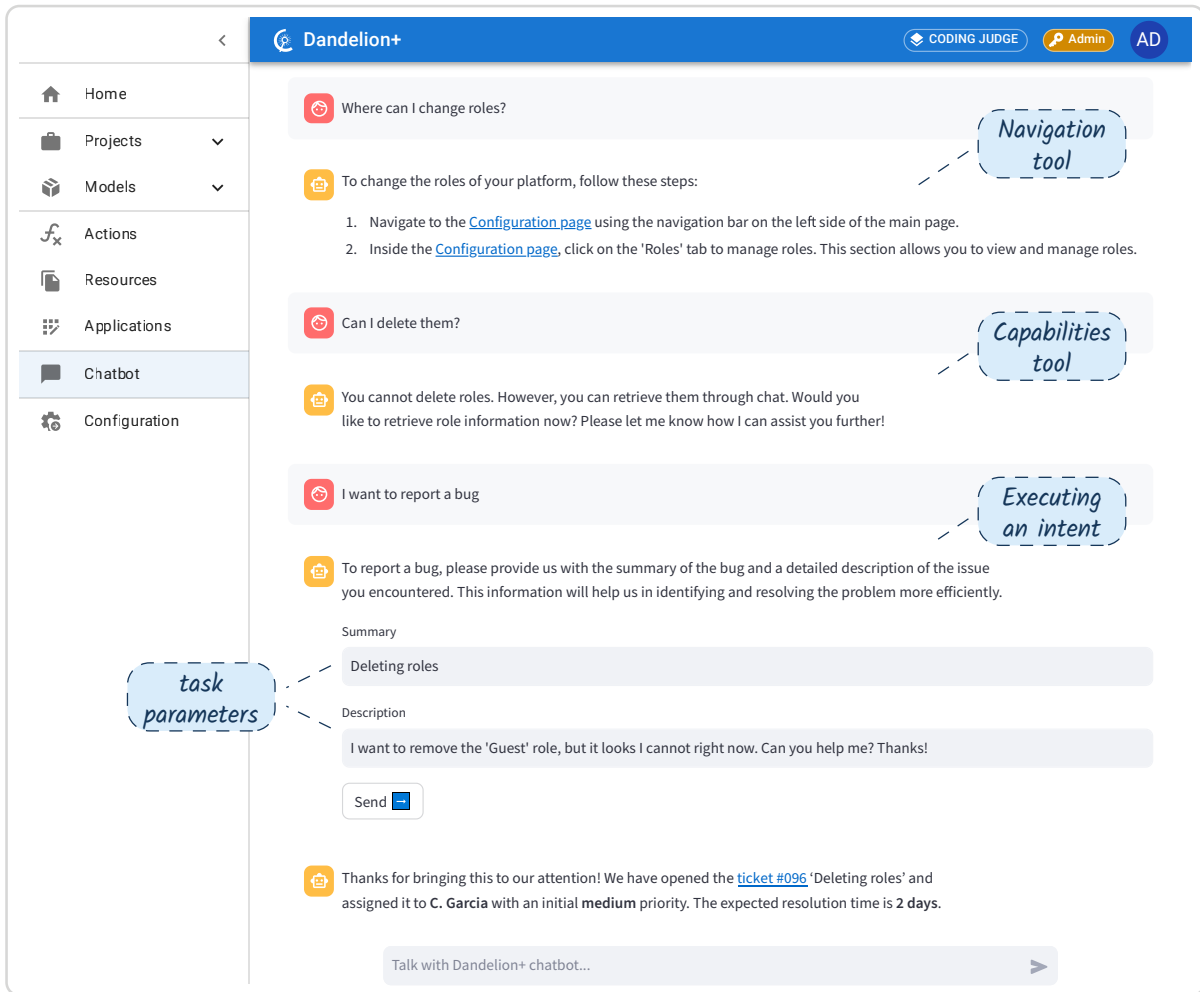 Dandelion+
CODING JUDGE
Admin
AD
Home
Projects
Models
Actions
Resources
Applications
Chatbot
Configuration
Where can I change roles?
Navigation
tool
To change the roles of your platform, follow these steps:
1. Navigate to the Configuration page using the navigation bar on the left side of the main page.
2. Inside the Configuration page, click on the 'Roles' tab to manage roles. This section allows you to view and manage roles.
Can I delete them?
Capabilities
tool
You cannot delete roles. However, you can retrieve them through chat. Would you
like to retrieve role information now? Please let me know how I can assist you further!
I want to report a bug
Executing
an intent
To report a bug, please provide us with the summary of the bug and a detailed description of the issue
you encountered. This information will help us in identifying and resolving the problem more efficiently.
Summary
Deleting roles
task
parameters
Description
I want to remove the 'Guest' role, but it looks I cannot right now. Can you help me? Thanks!
Send
Thanks for bringing this to our attention! We have opened the ticket #096 ‘Deleting roles’ and
assigned it to C. Garcia with an initial medium priority. The expected resolution time is 2 days.
Talk with Dandelion+ chatbot...